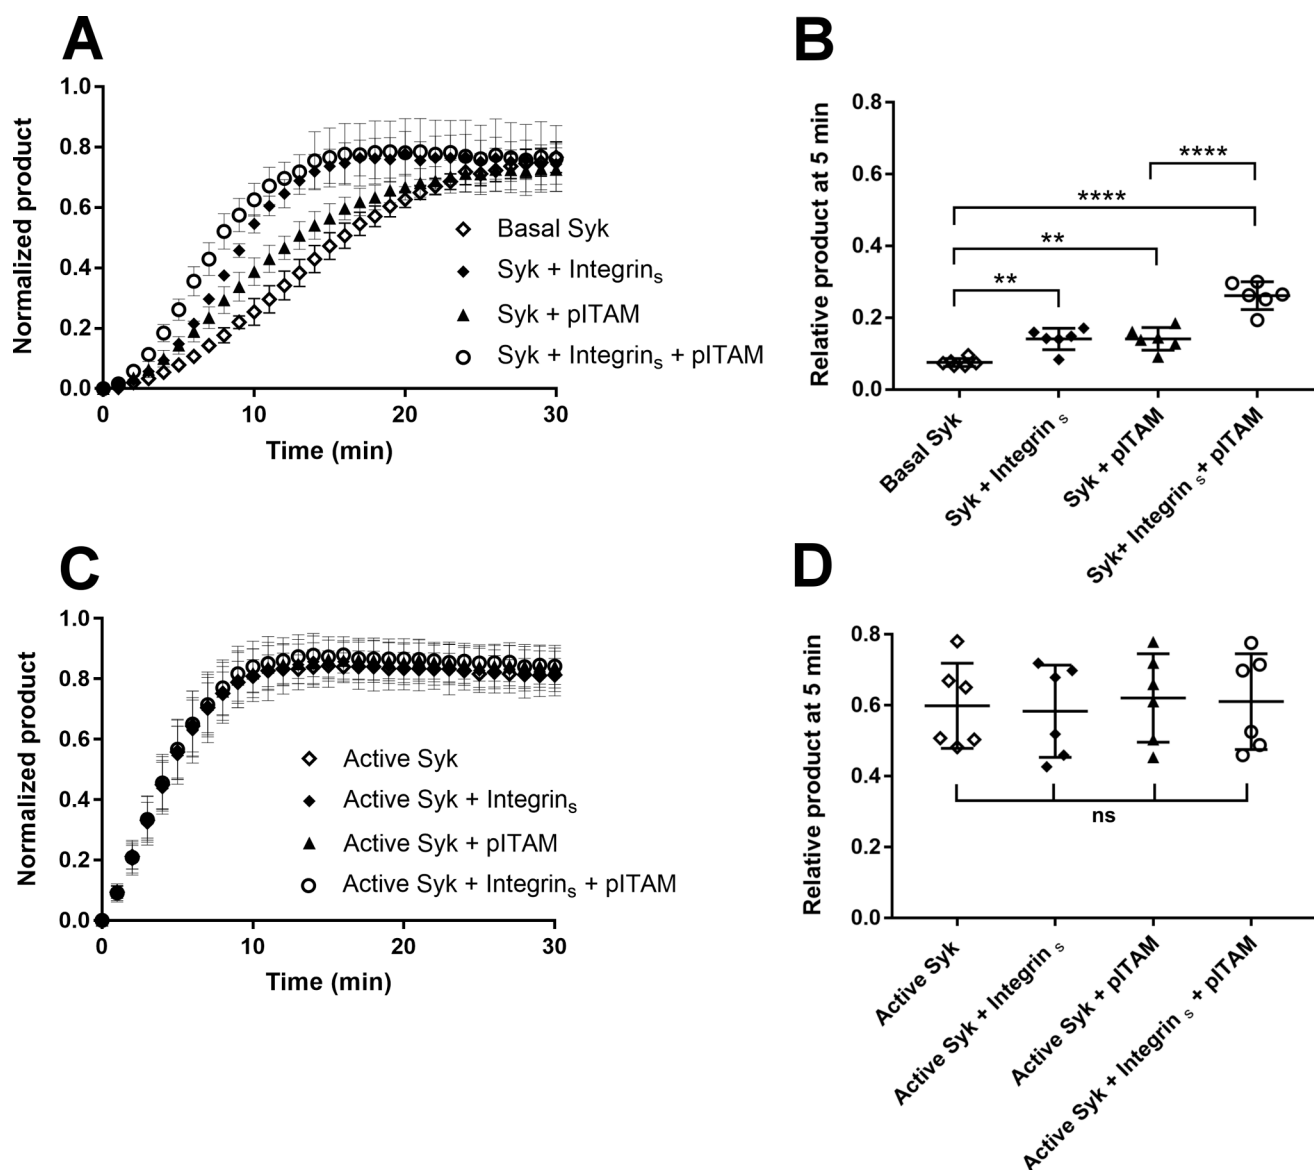 A
Normalized product
1.0
0.8
0.6
0.4
0.2
0.0
0 10 20 30
Time (min)
Basal Syk
Syk + Integrins
Syk + pITAM
Syk + Integrins + pITAM
B
Relative product at 5 min
0.8
0.6
0.4
0.2
0.0
****
****
**
**
Basal Syk
Syk + Integrin s
Syk + pITAM
Syk+ Integrin s+ pITAM
C
Normalized product
1.0
0.8
0.6
0.4
0.2
0.0
0 10 20 30
Time (min)
Active Syk
Active Syk + Integrins
Active Syk + pITAM
Active Syk + Integrins + pITAM
D
Relative product at 5 min
0.8
0.6
0.4
0.2
0.0
ns
Active Syk
Active Syk + Integrin s
Active Syk + pITAM
Active Syk + Integrin s + pITAM